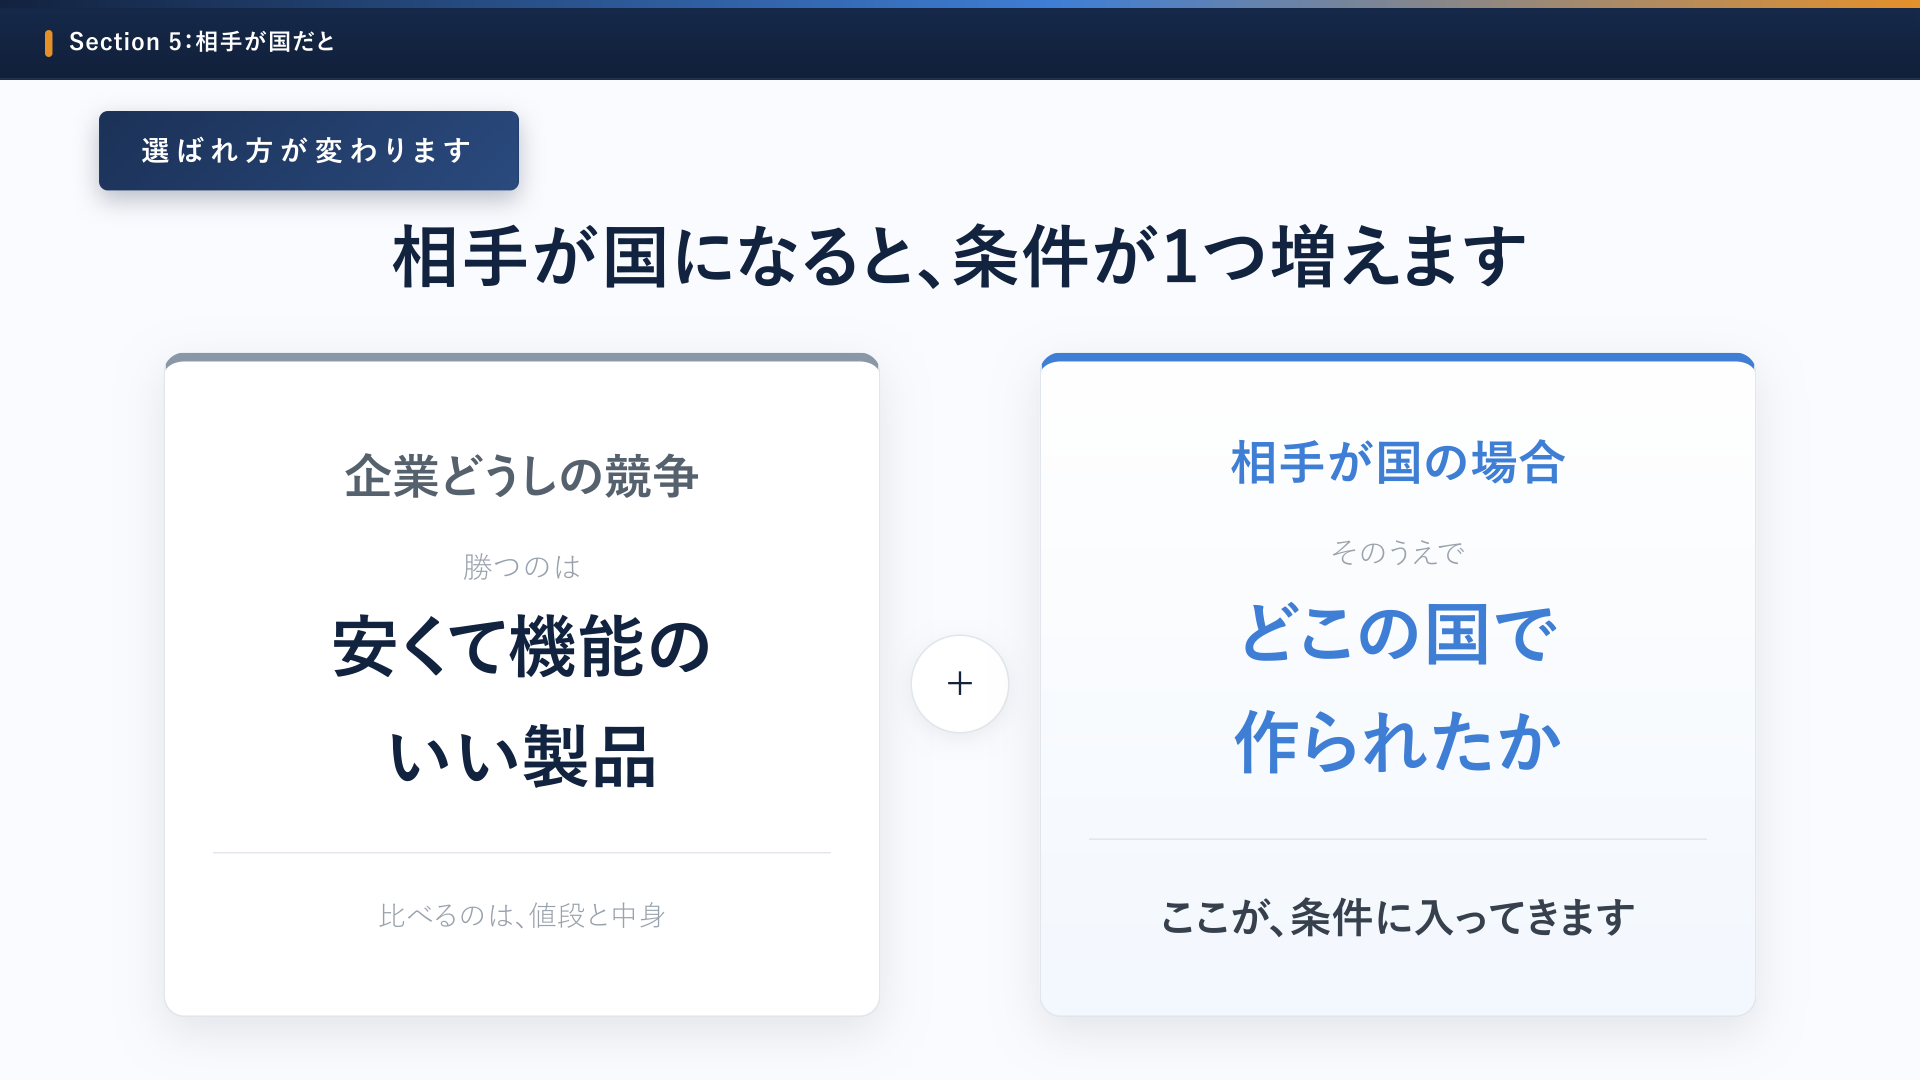 Section 5：相手が国だと
選ばれ方が変わります
相手が国になると、条件が1つ増えます
企業どうしの競争
勝つのは
安くて機能の
いい製品
比べるのは、値段と中身
＋
相手が国の場合
そのうえで
どこの国で
作られたか
ここが、条件に入ってきます